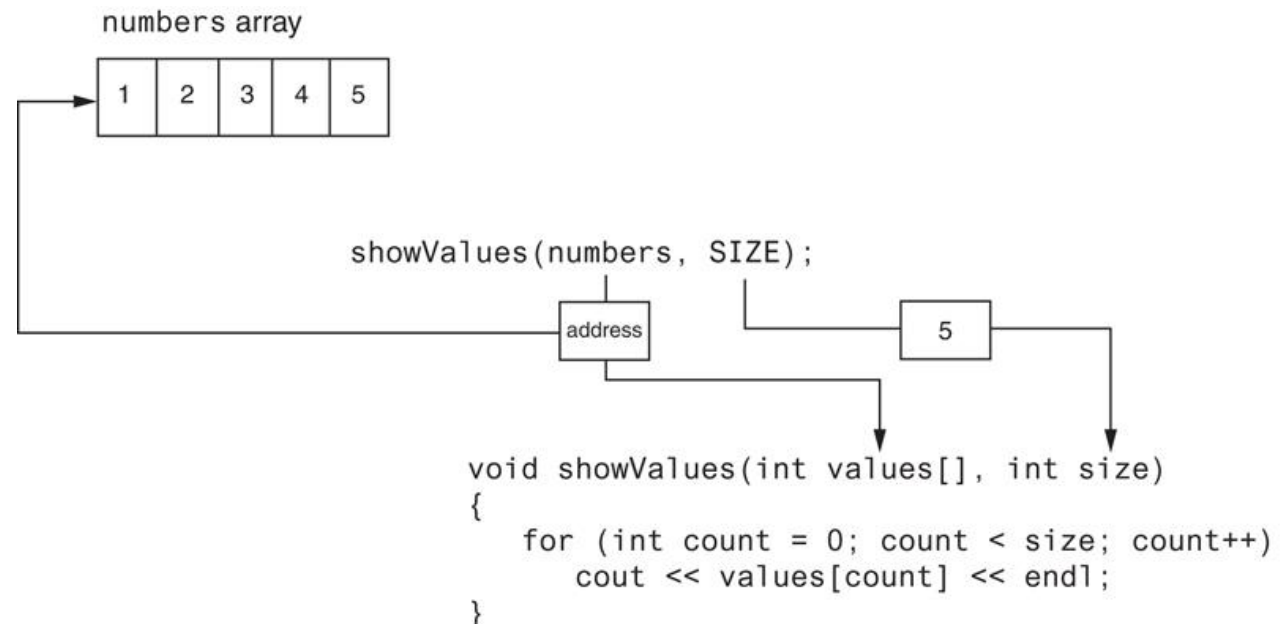 numbers array
1 2 3 4 5
showValues(numbers, SIZE);
address
5
void showValues(int values[], int size)
{
for (int count = 0; count < size; count++)
cout << values[count] << endl;
}